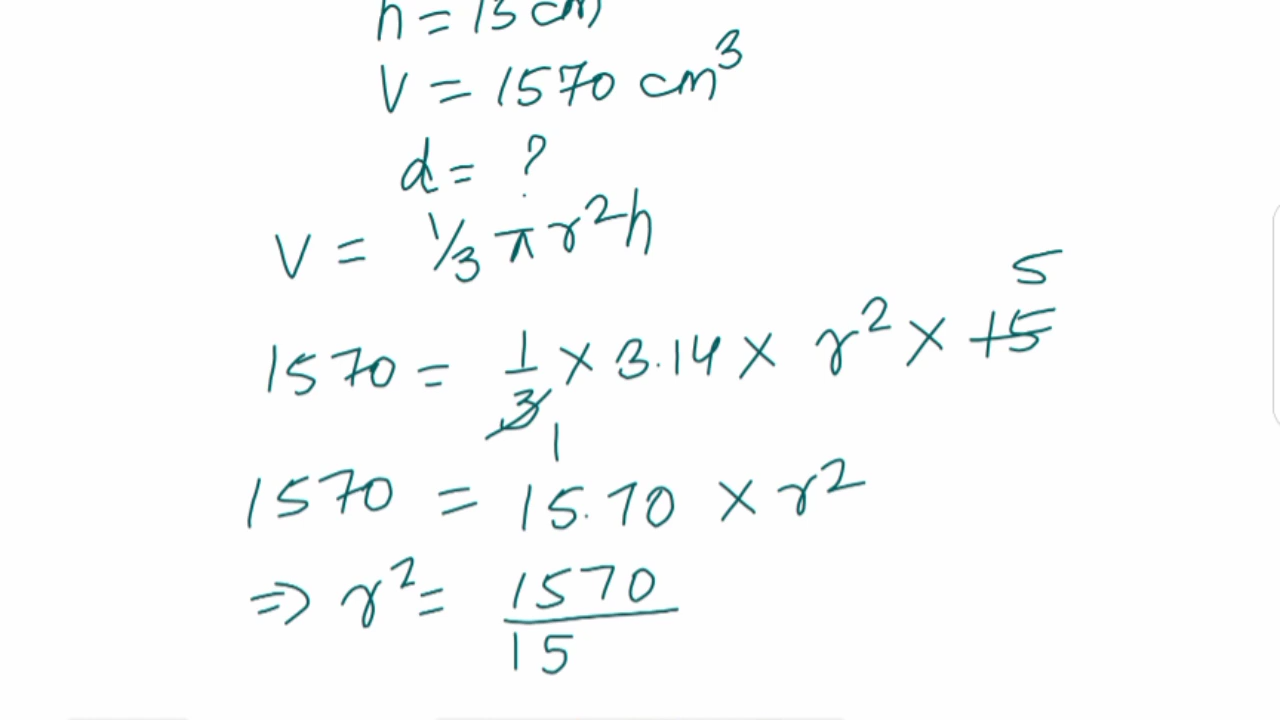 h = 15 cm
V = 1570 cm³
d = ?
V = 1/3 π r² h
5
1570 = 1/3 × 3.14 × r² × 15
1
1570 = 15.70 × r²
⇒ r² = 1570/15